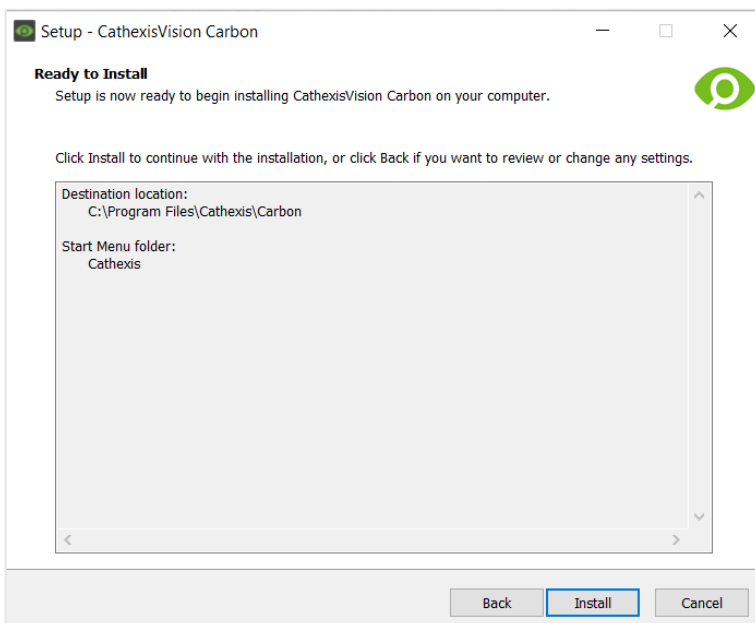 Setup - CathexisVision Carbon
Ready to Install
Setup is now ready to begin installing CathexisVision Carbon on your computer.
Click Install to continue with the installation, or click Back if you want to review or change any settings.
Destination location:
C:\Program Files\Cathexis\Carbon
Start Menu folder:
Cathexis
Back Install Cancel